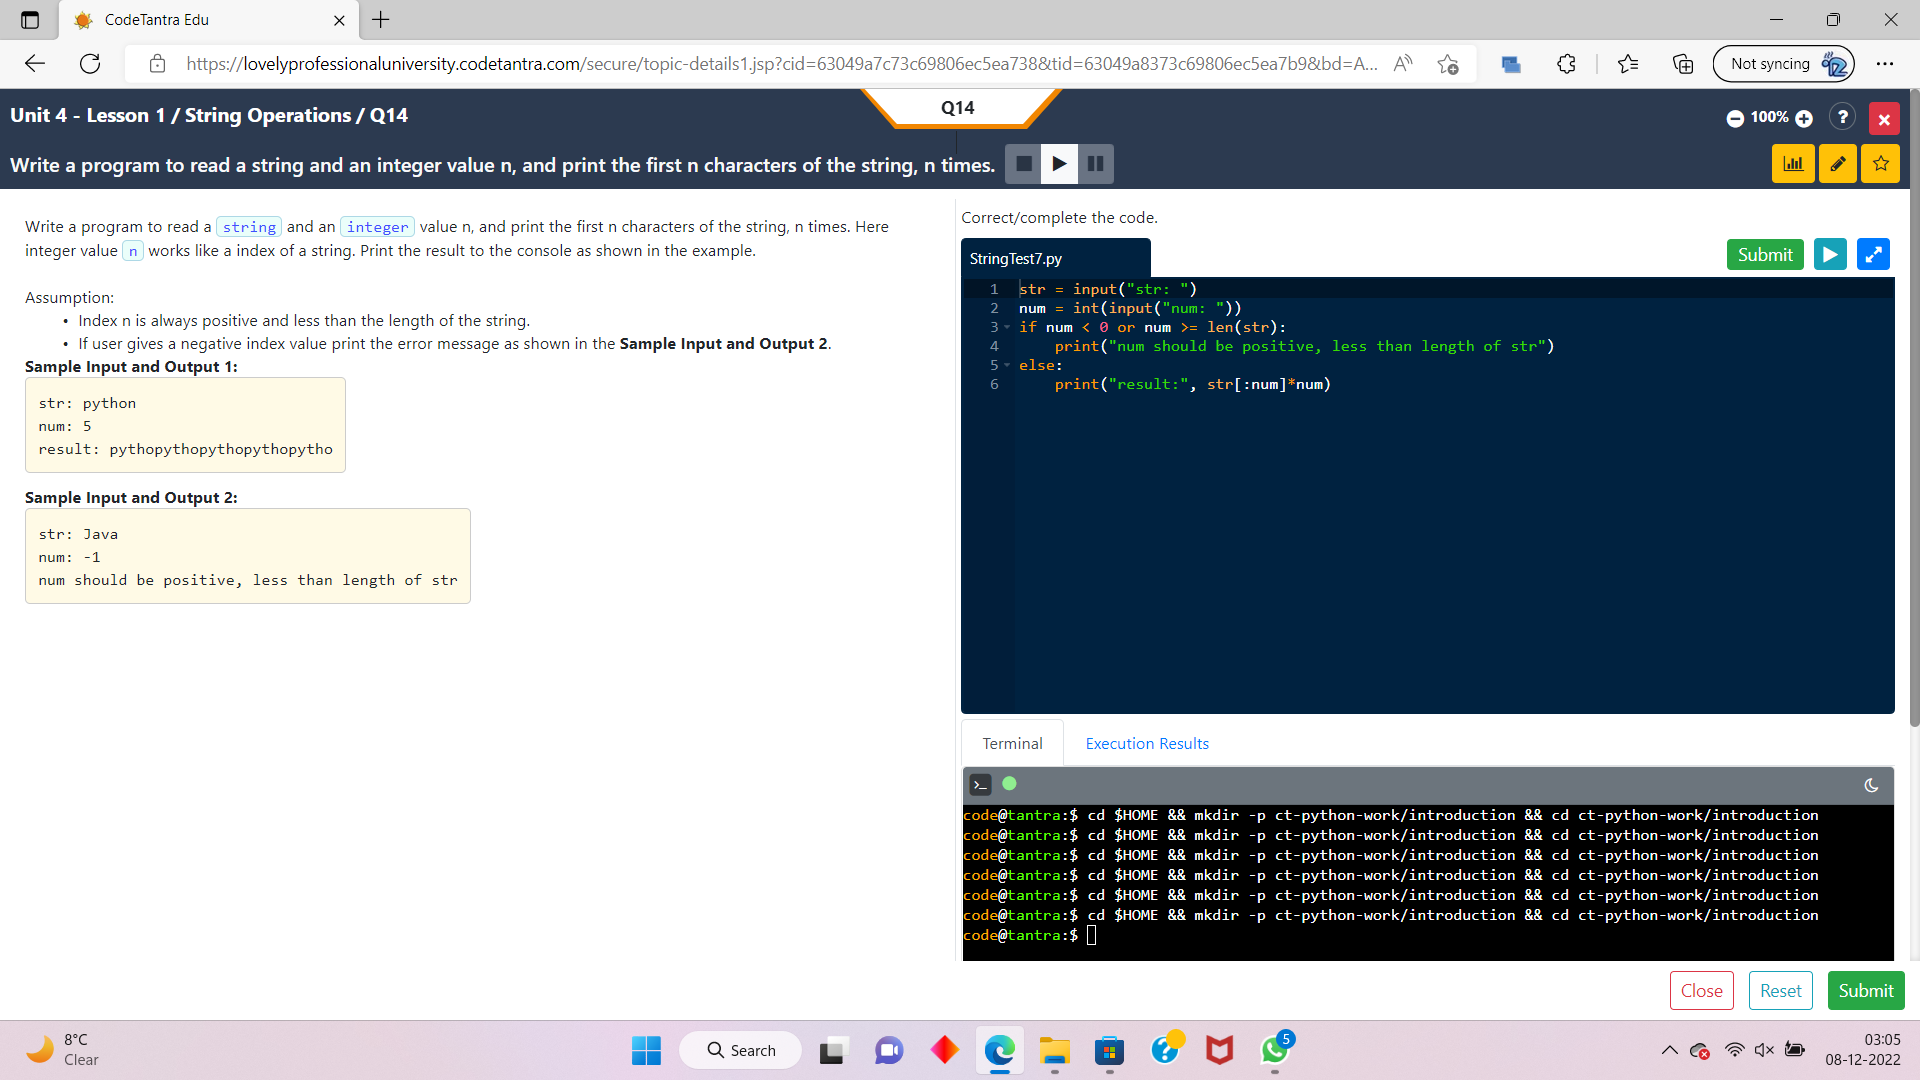 CodeTantra Edu
https://lovelyprofessionaluniversity.codetantra.com/secure/topic-details1.jsp?cid=63049a7c73c69806ec5ea738&tid=63049a8373c69806ec5ea7b9&bd=A...
Not syncing
Unit 4 - Lesson 1 / String Operations / Q14
Q14
100%
?
Write a program to read a string and an integer value n, and print the first n characters of the string, n times.
Write a program to read a string and an integer value n, and print the first n characters of the string, n times. Here
integer value n works like a index of a string. Print the result to the console as shown in the example.
Assumption:
• Index n is always positive and less than the length of the string.
• If user gives a negative index value print the error message as shown in the Sample Input and Output 2.
Sample Input and Output 1:
str: python
num: 5
result: pythopythopythopythopytho
Sample Input and Output 2:
str: Java
num: -1
num should be positive, less than length of str
Correct/complete the code.
StringTest7.py
Submit
1 str = input("str: ")
2 num = int(input("num: "))
3 if num < 0 or num >= len(str):
4 print("num should be positive, less than length of str")
5 else:
6 print("result:", str[:num]*num)
Terminal
Execution Results
code@tantra:$ cd $HOME && mkdir -p ct-python-work/introduction && cd ct-python-work/introduction
code@tantra:$ cd $HOME && mkdir -p ct-python-work/introduction && cd ct-python-work/introduction
code@tantra:$ cd $HOME && mkdir -p ct-python-work/introduction && cd ct-python-work/introduction
code@tantra:$ cd $HOME && mkdir -p ct-python-work/introduction && cd ct-python-work/introduction
code@tantra:$ cd $HOME && mkdir -p ct-python-work/introduction && cd ct-python-work/introduction
code@tantra:$ cd $HOME && mkdir -p ct-python-work/introduction && cd ct-python-work/introduction
code@tantra:$
Close
Reset
Submit
8°C
Clear
Search
5
03:05
08-12-2022